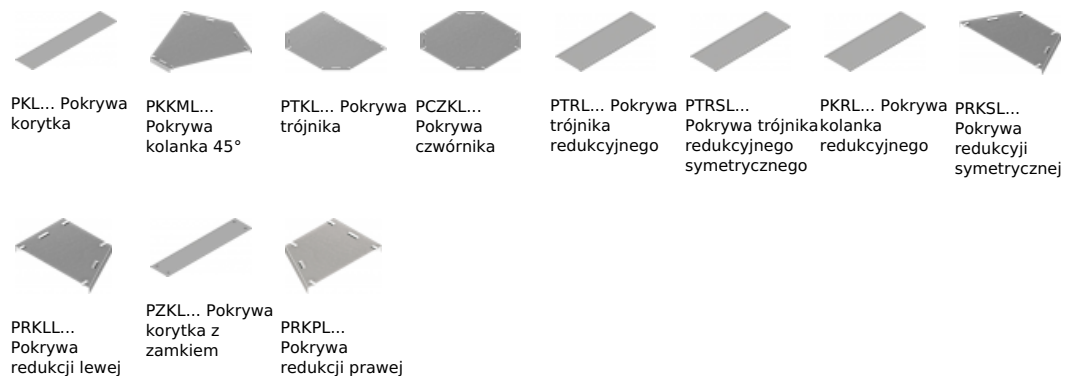 PKL... Pokrywa
korytka
PKKML...
Pokrywa
kolanka 45°
PTKL... Pokrywa
trójnika
PCZKL...
Pokrywa
czwórnika
PTRL... Pokrywa
trójnika
redukcyjnego
PTRSL...
Pokrywa trójnika
redukcyjnego
symetrycznego
PKRL... Pokrywa
kolanka
redukcyjnego
PRKSL...
Pokrywa
redukcyji
symetrycznej
PRKLL...
Pokrywa
redukcji lewej
PZKL... Pokrywa
korytka z
zamkiem
PRKPL...
Pokrywa
redukcji prawej